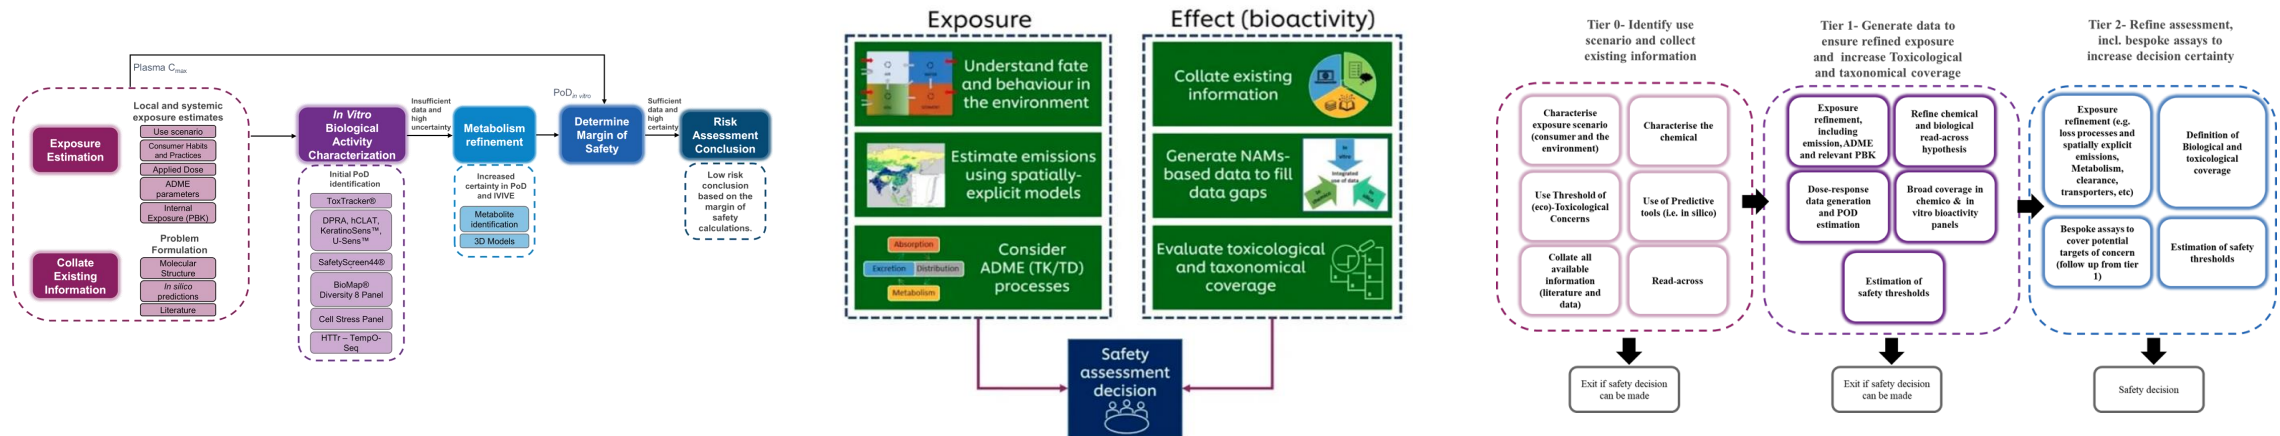 Plasma Cmax
Local and systemic
exposure estimates
Exposure
Estimation
Use scenario
Consumer Habits
and Practices
Applied Dose
ADME
parameters
Internal
Exposure (PBK)
Problem
Formulation
Collate
Existing
Information
Molecular
Structure
In silico
predictions
Literature
In Vitro
Biological
Activity
Characterization
Initial PoD
identification
ToxTracker®
DPRA, hCLAT,
KeratinoSens™,
U-Sens™
SafetyScreen44®
BioMap®
Diversity 8 Panel
Cell Stress Panel
HTTr – TempO-
Seq
Insufficient
data and
high
uncertainty
Metabolism
refinement
Increased
certainty in PoD
and IVIVE
Metabolite
identification
3D Models
PoDin vitro
Determine
Margin of
Safety
Sufficient
data and
high
certainty
Risk
Assessment
Conclusion
Low risk
conclusion
based on the
margin of
safety
calculations.
Exposure
Understand fate
and behaviour in
the environment
Estimate emissions
using spatially-
explicit models
Absorption
Excretion
Distribution
Metabolism
Consider
ADME (TK/TD)
processes
Effect (bioactivity)
Collate existing
information
Generate NAMs-
based data to fill
data gaps
Integrated
use of data
Evaluate toxicological
and taxonomical
coverage
Safety
assessment
decision
Tier 0- Identify use
scenario and collect
existing information
Characterise
exposure scenario
(consumer and the
environment)
Characterise the
chemical
Use Threshold of
(eco)-Toxicological
Concerns
Use of Predictive
tools (i.e. in silico)
Collate all
available
information
(literature and
data)
Read-across
Exit if safety decision
can be made
Tier 1- Generate data to
ensure refined exposure
and increase Toxicological
and taxonomical coverage
Exposure
refinement,
including
emission, ADME
and relevant PBK
Refine chemical
and biological
read-across
hypothesis
Dose-response
data generation
and POD
estimation
Broad coverage in
chemico & in
vitro bioactivity
panels
Estimation of
safety thresholds
Exit if safety decision
can be made
Tier 2- Refine assessment,
incl. bespoke assays to
increase decision certainty
Exposure
refinement (e.g.
loss processes and
spatially explicit
emissions,
Metabolism,
clearance,
transporters, etc)
Definition of
Biological and
toxicological
coverage
Bespoke assays to
cover potential
targets of concern
(follow up from tier
1)
Estimation of safety
thresholds
Safety decision